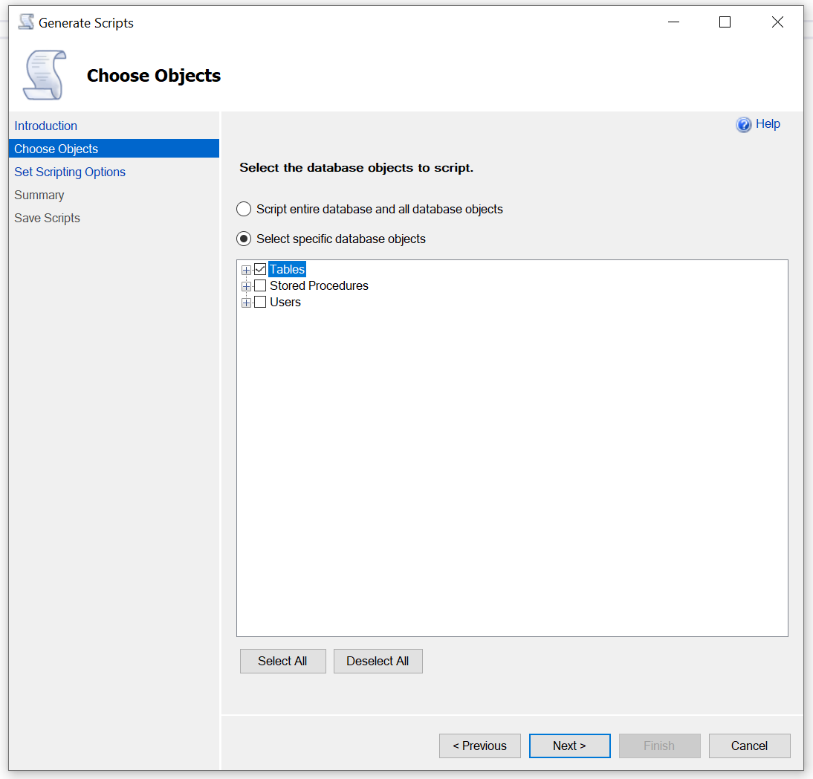 Generate Scripts
Choose Objects
Introduction
Choose Objects
Set Scripting Options
Summary
Save Scripts
Help
Select the database objects to script.
Script entire database and all database objects
Select specific database objects
Tables
Stored Procedures
Users
Select All
Deselect All
< Previous
Next >
Finish
Cancel